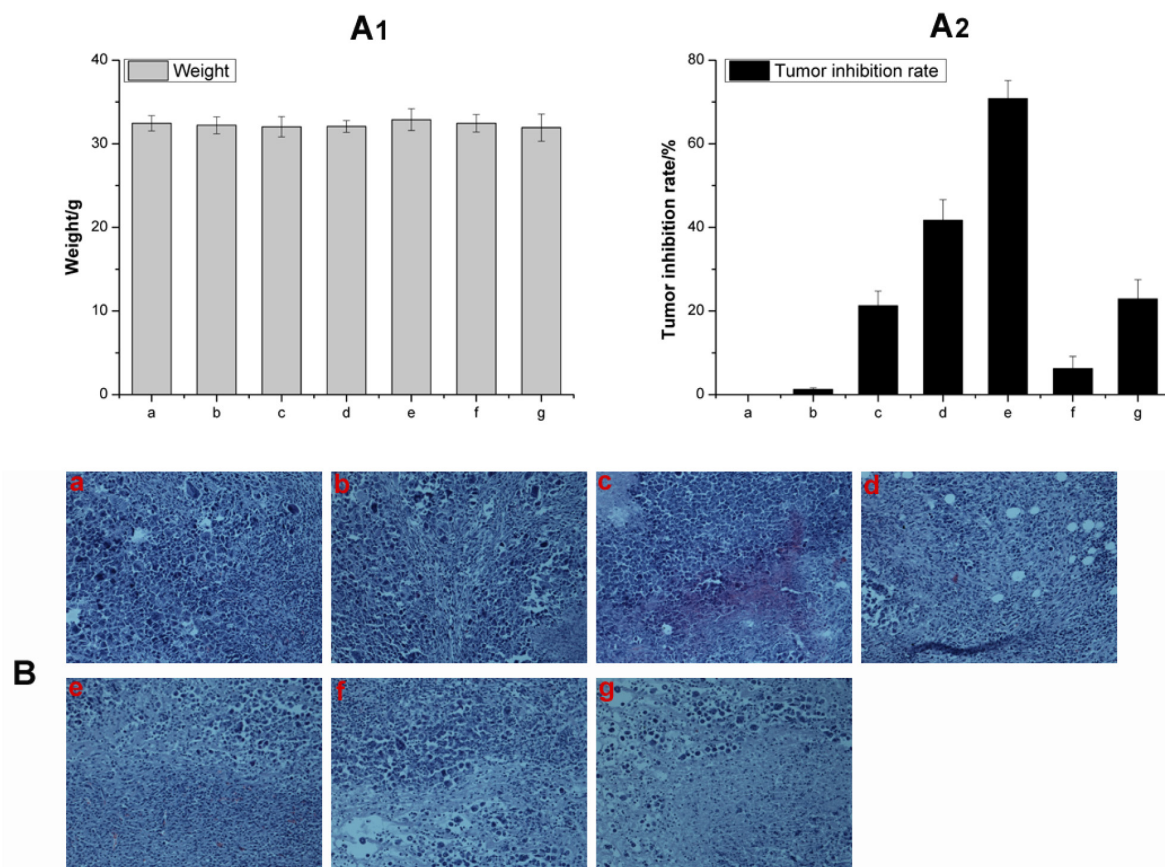 A1
A2
Weight
Tumor inhibition rate
Weight/g
40
30
20
10
0
a b c d e f g
Tumor inhibition rate/%
80
60
40
20
0
a b c d e f g
B
a b c d
e f g